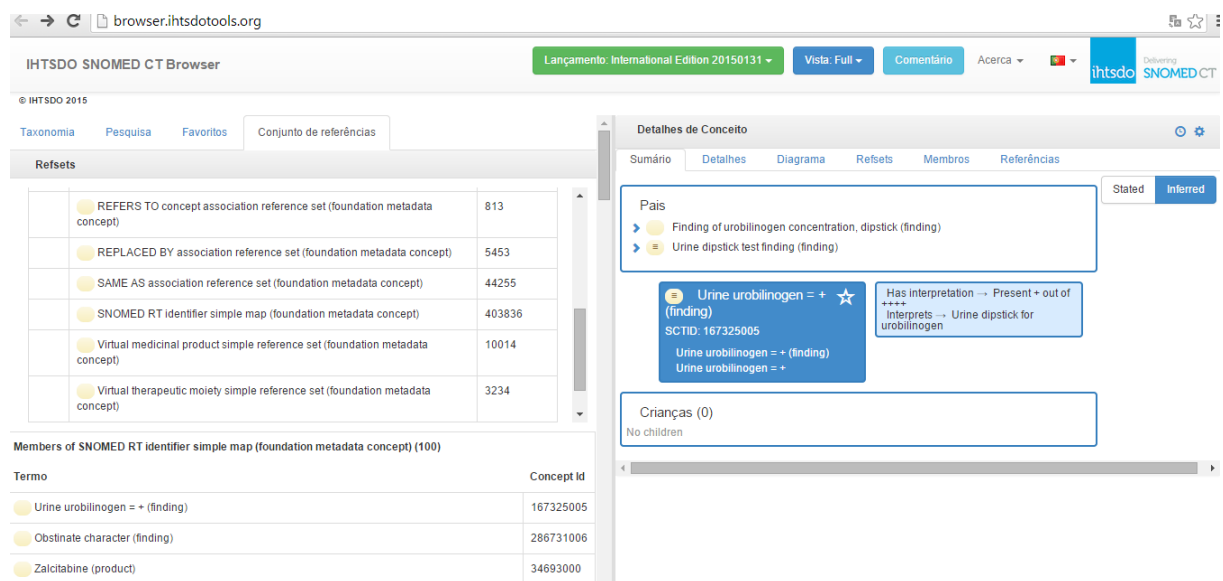 browser.ihtsdotools.org
IHTSDO SNOMED CT Browser
Lançamento: International Edition 20150131
Vista: Full
Comentário
Acerca
ihtsdo
Delivering
SNOMED CT
© IHTSDO 2015
Taxonomia
Pesquisa
Favoritos
Conjunto de referências
Refsets
REFERS TO concept association reference set (foundation metadata
concept)
813
REPLACED BY association reference set (foundation metadata concept)
5453
SAME AS association reference set (foundation metadata concept)
44255
SNOMED RT identifier simple map (foundation metadata concept)
403836
Virtual medicinal product simple reference set (foundation metadata
concept)
10014
Virtual therapeutic moiety simple reference set (foundation metadata
concept)
3234
Members of SNOMED RT identifier simple map (foundation metadata concept) (100)
Termo
Concept Id
Urine urobilinogen = + (finding)
167325005
Obstinate character (finding)
286731006
Zalcitabine (product)
34693000
Detalhes de Conceito
Sumário
Detalhes
Diagrama
Refsets
Membros
Referências
Stated
Inferred
Pais
Finding of urobilinogen concentration, dipstick (finding)
≡ Urine dipstick test finding (finding)
≡ Urine urobilinogen = +
(finding)
SCTID: 167325005
Urine urobilinogen = + (finding)
Urine urobilinogen = +
Has interpretation → Present + out of
++++
Interprets → Urine dipstick for
urobilinogen
Crianças (0)
No children